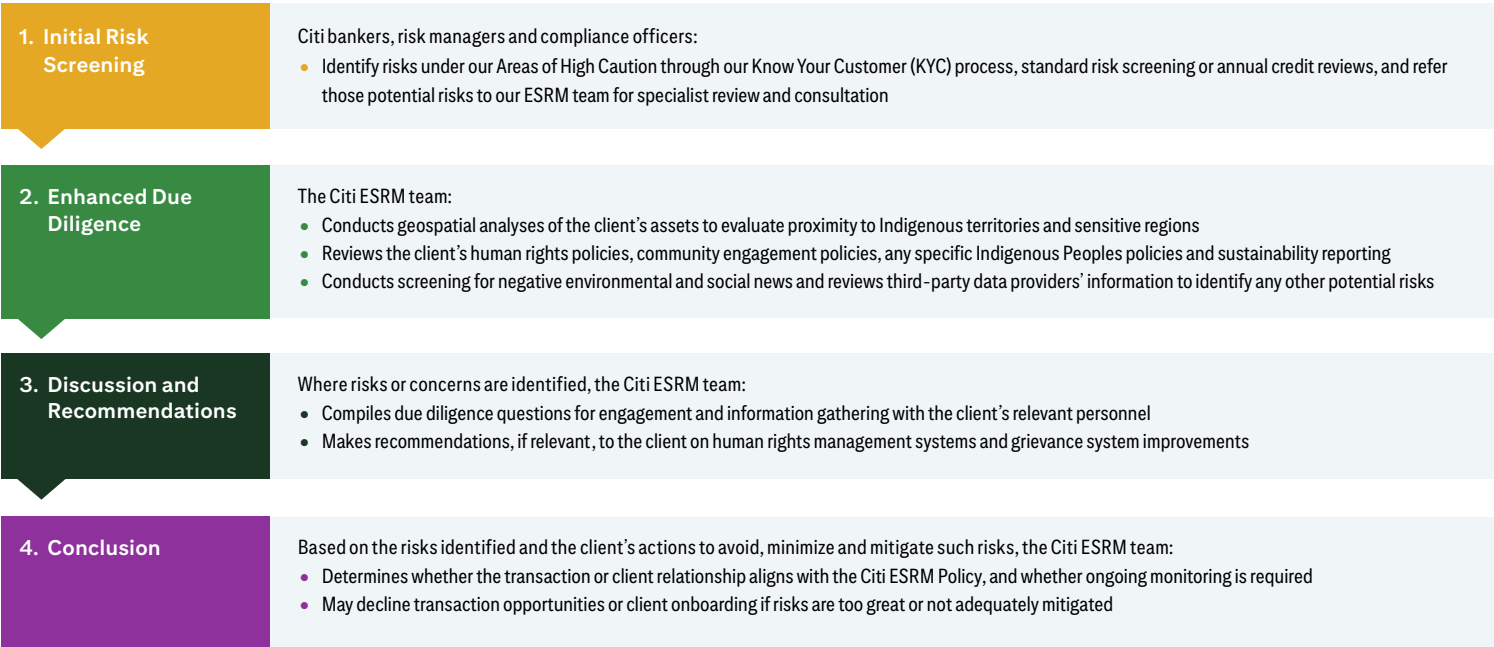 1. Initial Risk
Screening
Citi bankers, risk managers and compliance officers:
• Identify risks under our Areas of High Caution through our Know Your Customer (KYC) process, standard risk screening or annual credit reviews, and refer
those potential risks to our ESRM team for specialist review and consultation
2. Enhanced Due
Diligence
The Citi ESRM team:
• Conducts geospatial analyses of the client’s assets to evaluate proximity to Indigenous territories and sensitive regions
• Reviews the client’s human rights policies, community engagement policies, any specific Indigenous Peoples policies and sustainability reporting
• Conducts screening for negative environmental and social news and reviews third-party data providers’ information to identify any other potential risks
3. Discussion and
Recommendations
Where risks or concerns are identified, the Citi ESRM team:
• Compiles due diligence questions for engagement and information gathering with the client’s relevant personnel
• Makes recommendations, if relevant, to the client on human rights management systems and grievance system improvements
4. Conclusion
Based on the risks identified and the client’s actions to avoid, minimize and mitigate such risks, the Citi ESRM team:
• Determines whether the transaction or client relationship aligns with the Citi ESRM Policy, and whether ongoing monitoring is required
• May decline transaction opportunities or client onboarding if risks are too great or not adequately mitigated